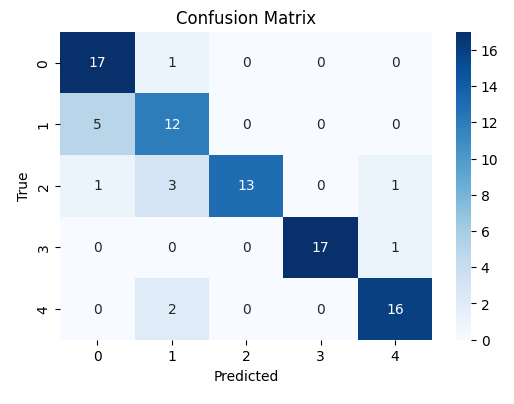 Confusion Matrix
True
0 17 1 0 0 0
1 5 12 0 0 0
2 1 3 13 0 1
3 0 0 0 17 1
4 0 2 0 0 16
0 1 2 3 4
Predicted
16
14
12
10
8
6
4
2
0